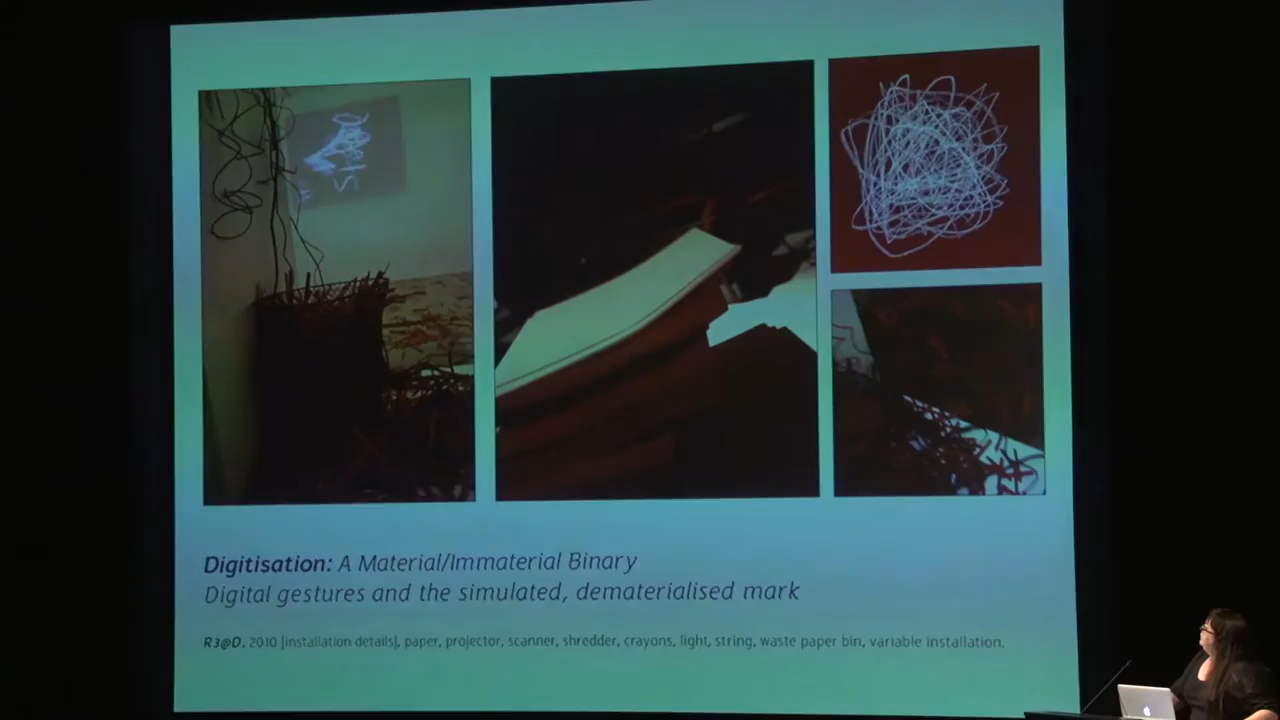 Digitisation: A Material/Immaterial Binary
Digital gestures and the simulated, dematerialised mark
R3@D. 2010 [installation details], paper, projector, scanner, shredder, crayons, light, string, waste paper bin, variable installation.